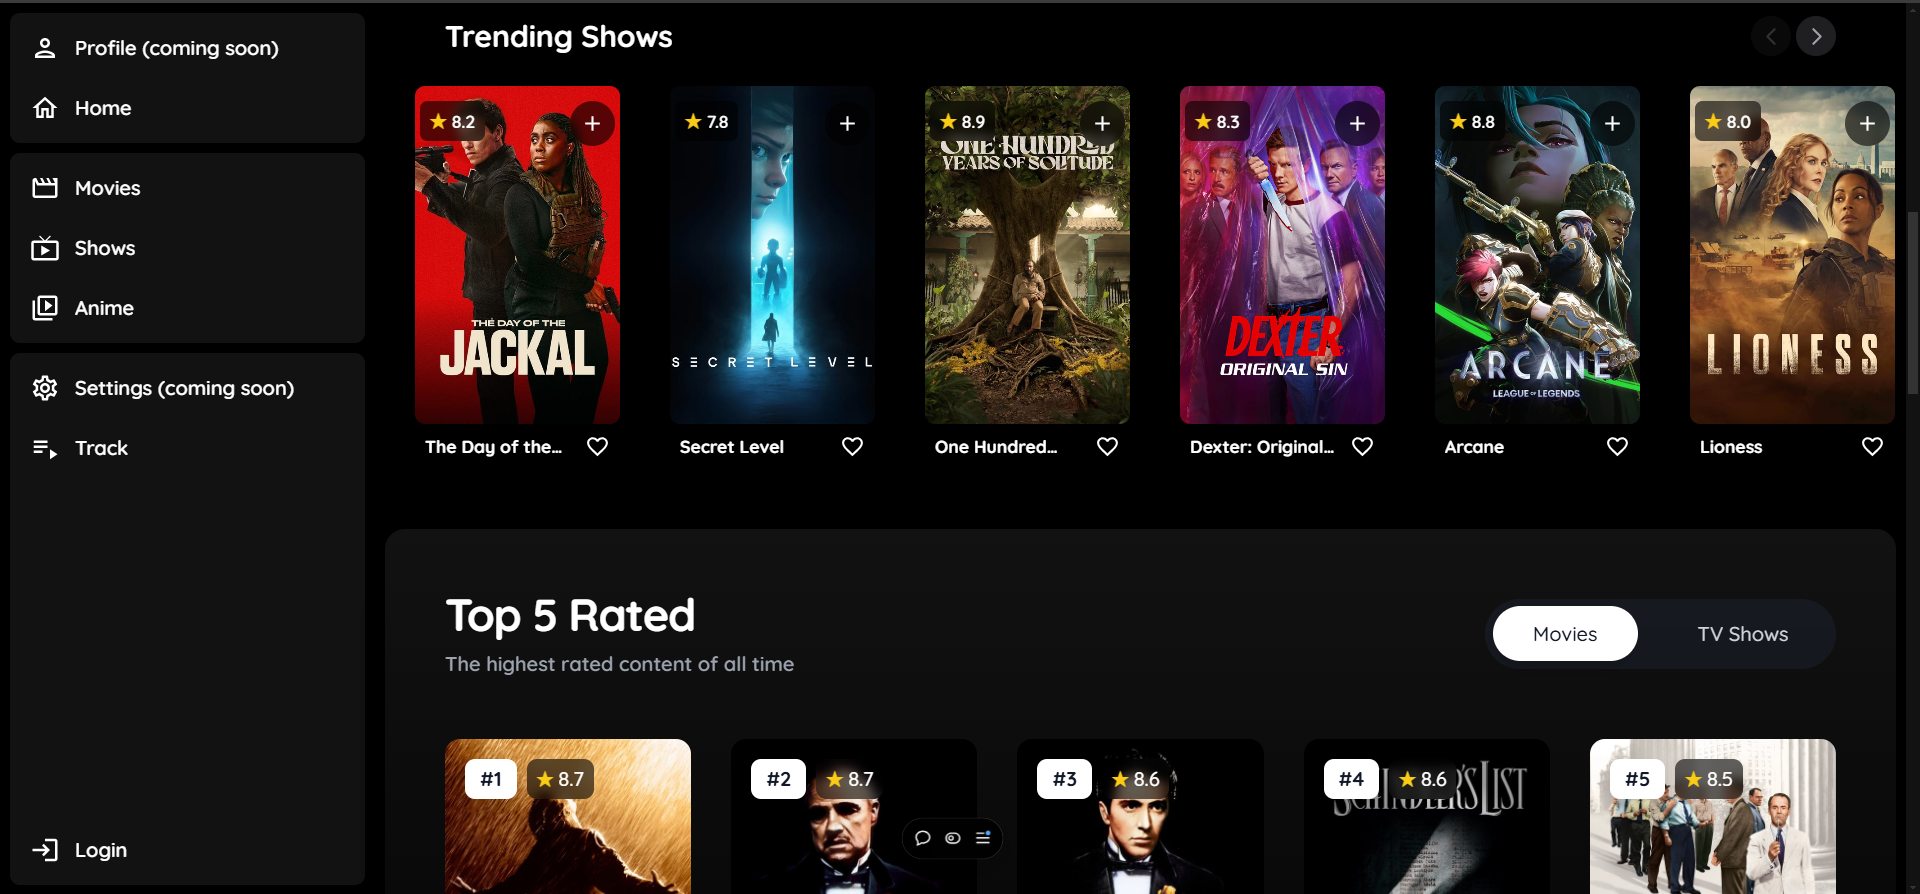 Profile (coming soon)
Home
Movies
Shows
Anime
Settings (coming soon)
Track
Login
Trending Shows
8.2
THE DAY OF THE
JACKAL
The Day of the...
7.8
SECRET LEVEL
Secret Level
8.9
ONE HUNDRED
YEARS OF SOLITUDE
One Hundred...
8.3
DEXTER
ORIGINAL SIN
Dexter: Original...
8.8
ARCANE
LEAGUE OF LEGENDS
Arcane
8.0
LIONESS
Lioness
Top 5 Rated
The highest rated content of all time
Movies
TV Shows
#1
8.7
#2
8.7
#3
8.6
#4
8.6
SCHINDLER'S LIST
#5
8.5